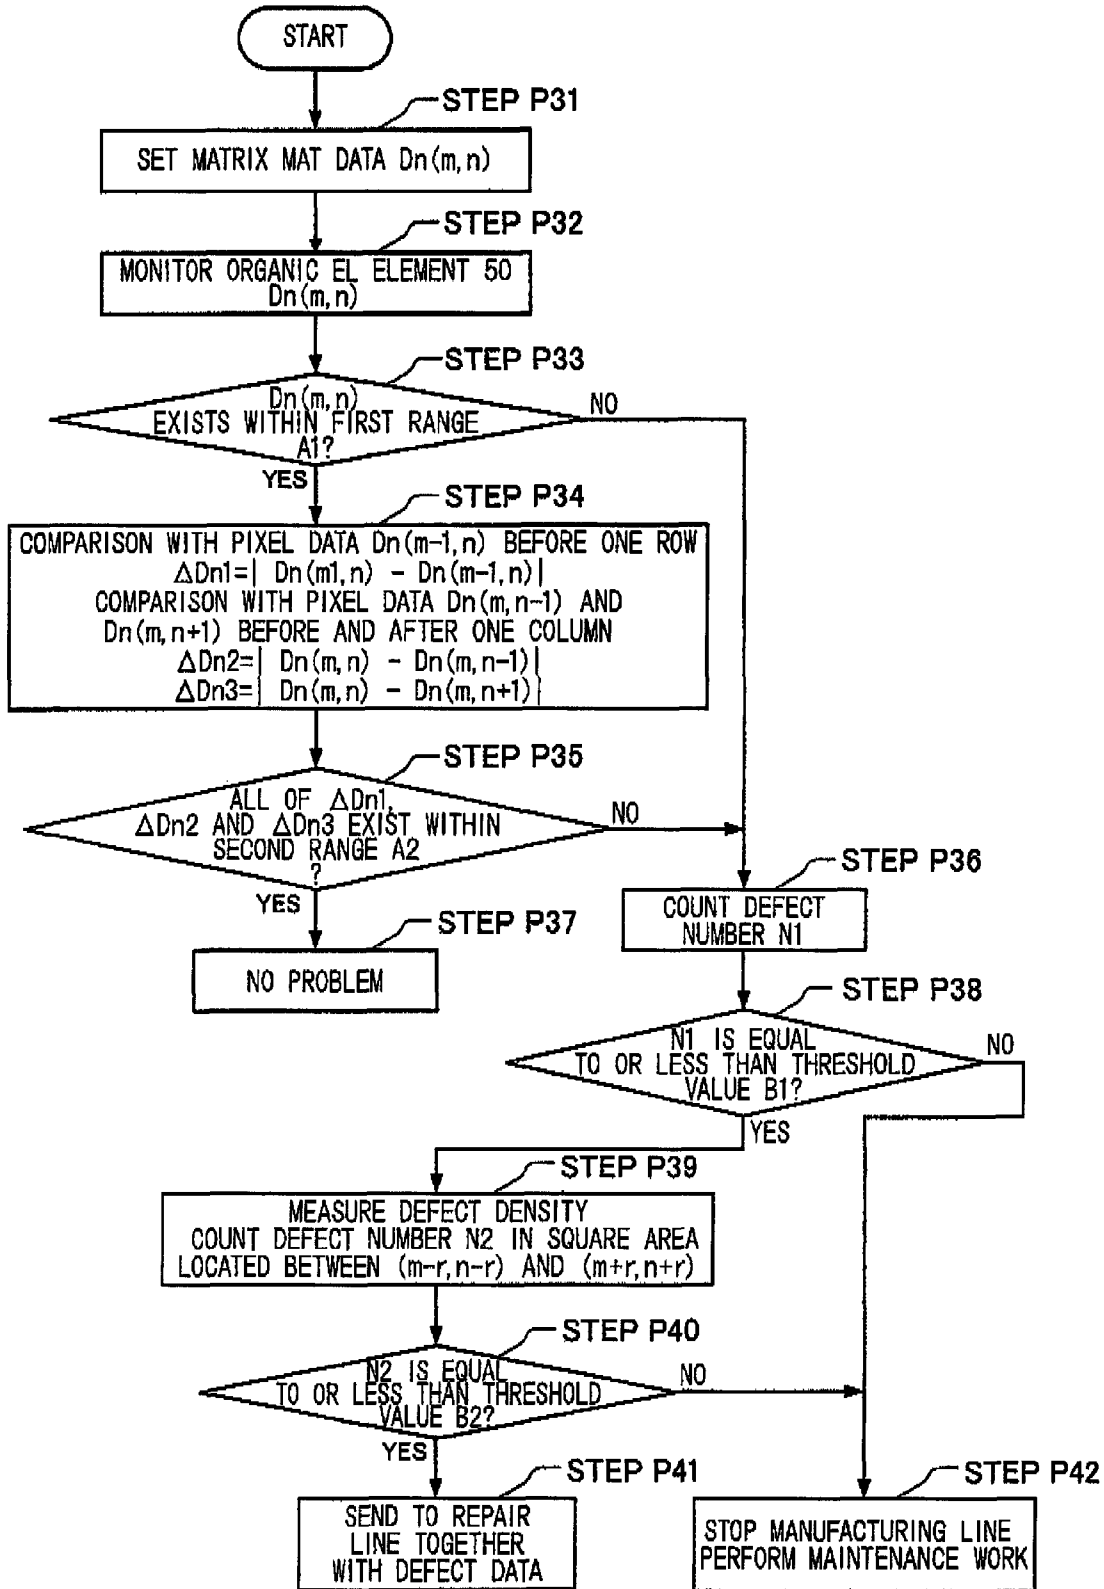 START
STEP P31
SET MATRIX MAT DATA Dn(m,n)
STEP P32
MONITOR ORGANIC EL ELEMENT 50
Dn(m,n)
STEP P33
Dn(m,n)
EXISTS WITHIN FIRST RANGE
A1?
NO
YES
STEP P34
COMPARISON WITH PIXEL DATA Dn(m-1,n) BEFORE ONE ROW
ΔDn1=| Dn(m1,n) - Dn(m-1,n)|
COMPARISON WITH PIXEL DATA Dn(m,n-1) AND
Dn(m,n+1) BEFORE AND AFTER ONE COLUMN
ΔDn2=| Dn(m,n) - Dn(m,n-1)|
ΔDn3=| Dn(m,n) - Dn(m,n+1)|
STEP P35
ALL OF ΔDn1,
ΔDn2 AND ΔDn3 EXIST WITHIN
SECOND RANGE A2
?
NO
YES
STEP P36
COUNT DEFECT
NUMBER N1
STEP P37
NO PROBLEM
STEP P38
N1 IS EQUAL
TO OR LESS THAN THRESHOLD
VALUE B1?
NO
YES
STEP P39
MEASURE DEFECT DENSITY
COUNT DEFECT NUMBER N2 IN SQUARE AREA
LOCATED BETWEEN (m-r,n-r) AND (m+r,n+r)
STEP P40
N2 IS EQUAL
TO OR LESS THAN THRESHOLD
VALUE B2?
NO
YES
STEP P41
SEND TO REPAIR
LINE TOGETHER
WITH DEFECT DATA
STEP P42
STOP MANUFACTURING LINE
PERFORM MAINTENANCE WORK